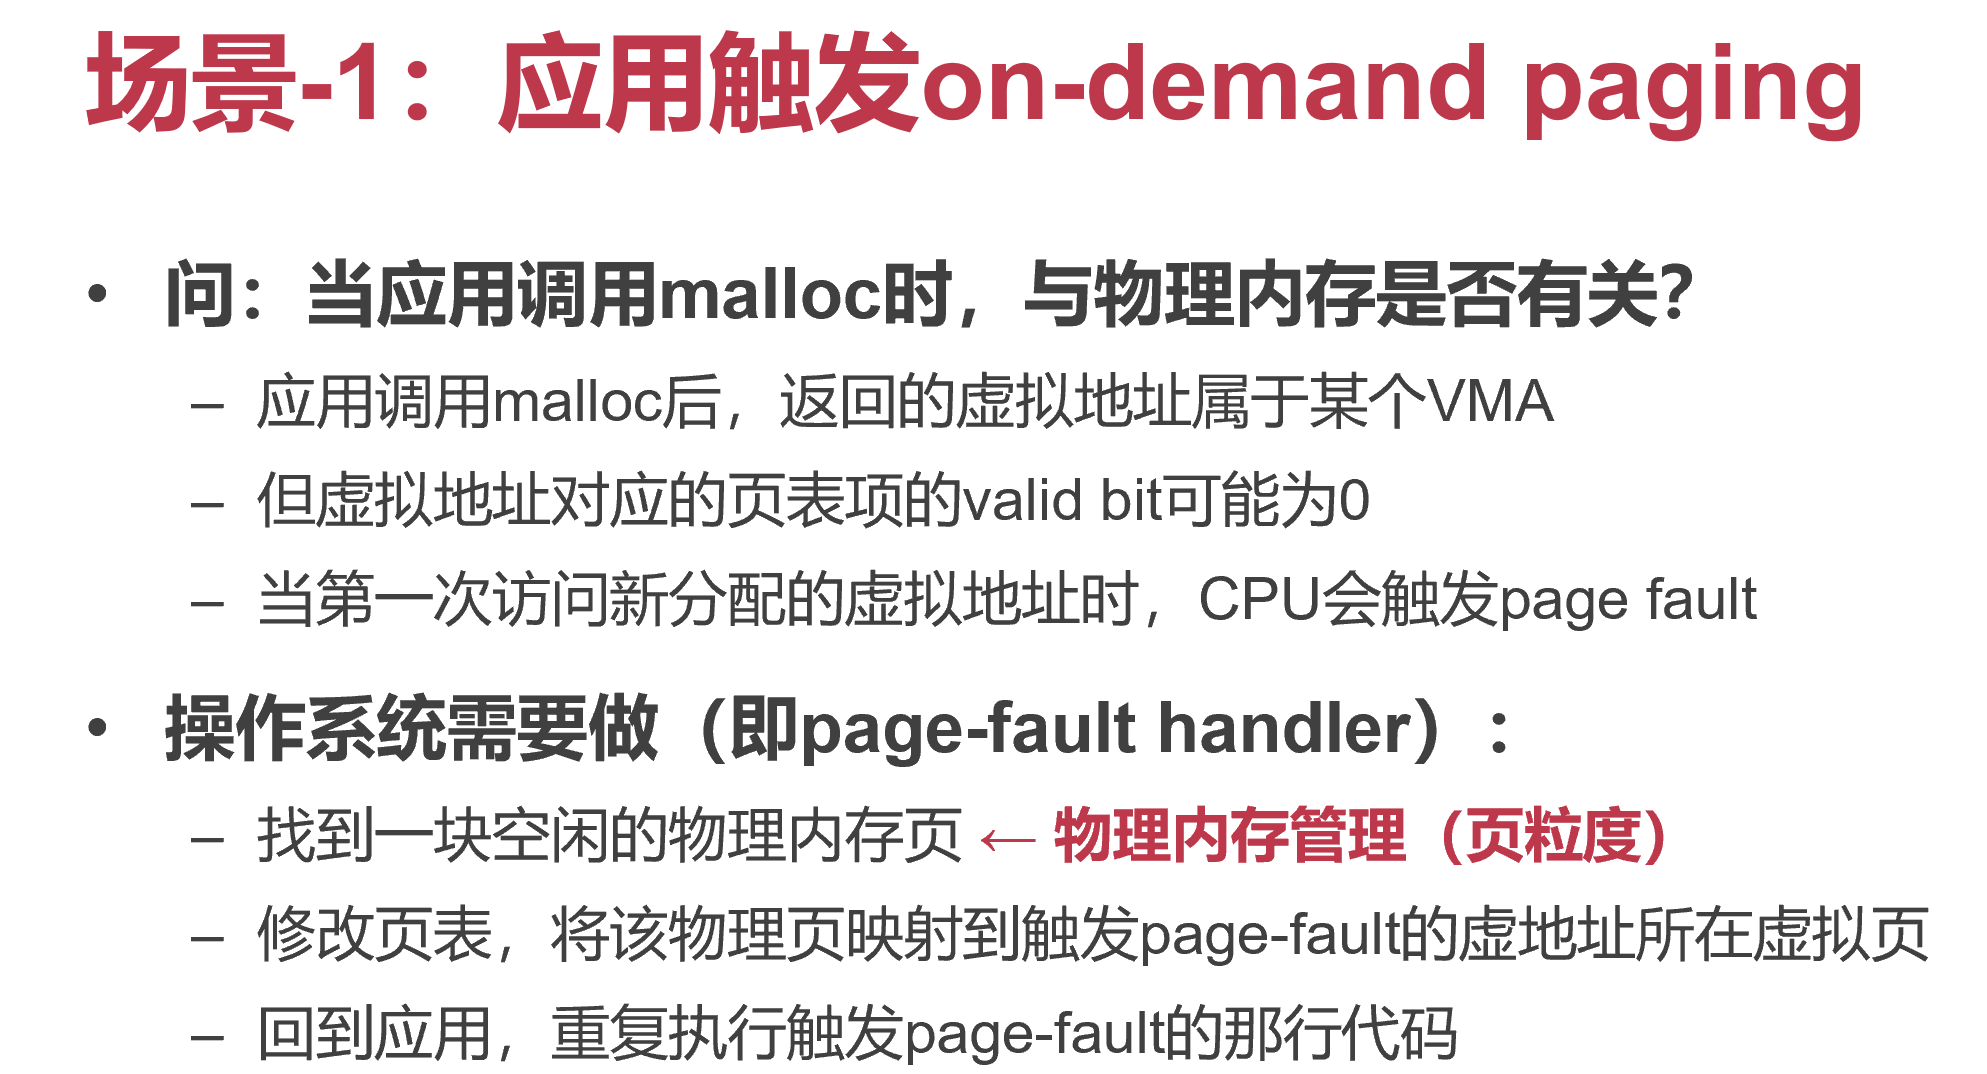 场景-1：应用触发on-demand paging
• 问：当应用调用malloc时，与物理内存是否有关？
– 应用调用malloc后，返回的虚拟地址属于某个VMA
– 但虚拟地址对应的页表项的valid bit可能为0
– 当第一次访问新分配的虚拟地址时，CPU会触发page fault
• 操作系统需要做（即page-fault handler）：
– 找到一块空闲的物理内存页 ← 物理内存管理（页粒度）
– 修改页表，将该物理页映射到触发page-fault的虚地址所在虚拟页
– 回到应用，重复执行触发page-fault的那行代码